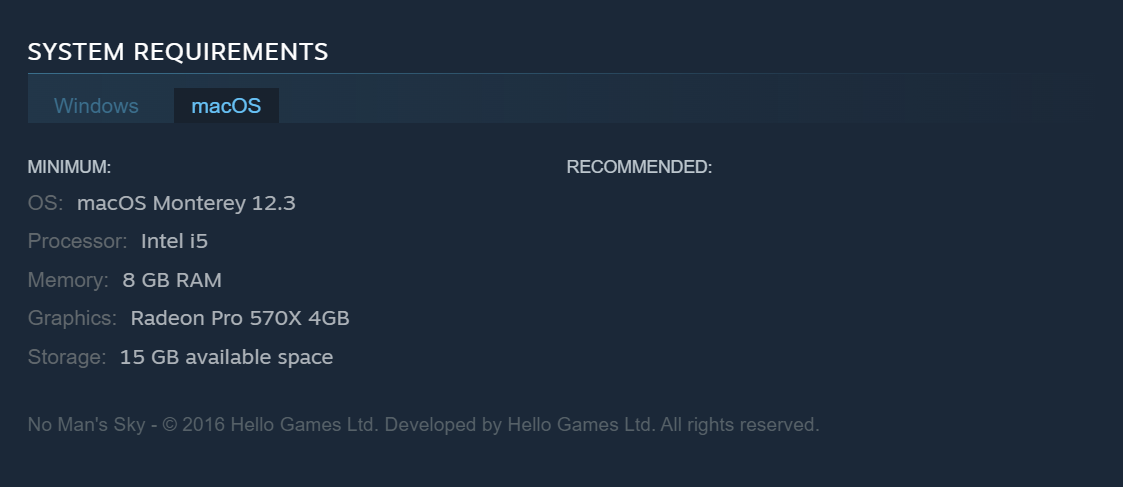 SYSTEM REQUIREMENTS
Windows macOS
MINIMUM:
OS: macOS Monterey 12.3
Processor: Intel i5
Memory: 8 GB RAM
Graphics: Radeon Pro 570X 4GB
Storage: 15 GB available space
RECOMMENDED:
No Man's Sky - © 2016 Hello Games Ltd. Developed by Hello Games Ltd. All rights reserved.